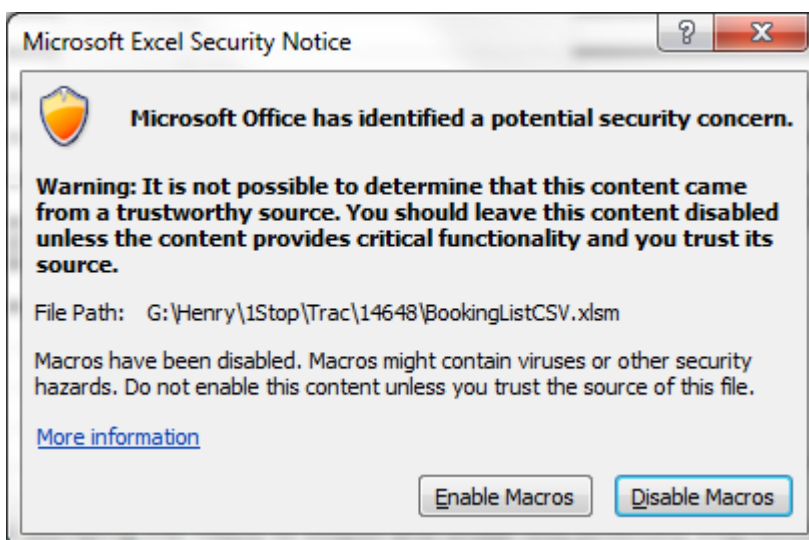 Microsoft Excel Security Notice
Microsoft Office has identified a potential security concern.
Warning: It is not possible to determine that this content came
from a trustworthy source. You should leave this content disabled
unless the content provides critical functionality and you trust its
source.
File Path: G:\Henry\1Stop\Trac\14648\BookingListCSV.xlsm
Macros have been disabled. Macros might contain viruses or other security
hazards. Do not enable this content unless you trust the source of this file.
More information
Enable Macros
Disable Macros